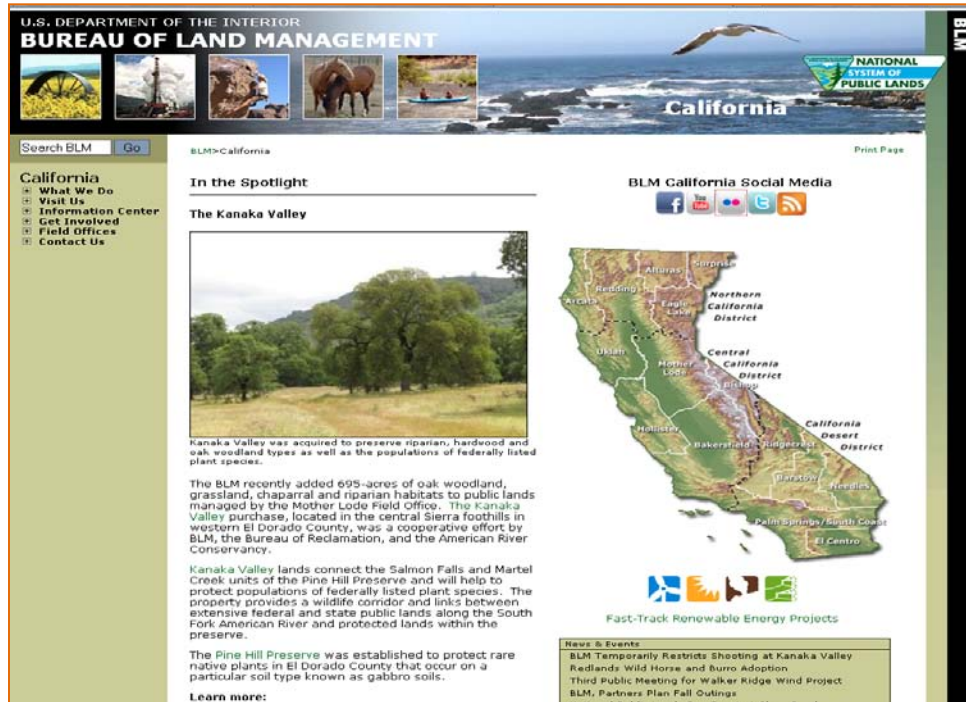 U.S. DEPARTMENT OF THE INTERIOR
BUREAU OF LAND MANAGEMENT
BLM
NATIONAL
SYSTEM OF
PUBLIC LANDS
California
Search BLM Go
BLM>California
Print Page
California
What We Do
Visit Us
Information Center
Get Involved
Field Offices
Contact Us
In the Spotlight
The Kanaka Valley
Kanaka Valley was acquired to preserve riparian, hardwood and
oak woodland types as well as the populations of federally listed
plant species.
The BLM recently added 695-acres of oak woodland,
grassland, chaparral and riparian habitats to public lands
managed by the Mother Lode Field Office. The Kanaka
Valley purchase, located in the central Sierra foothills in
western El Dorado County, was a cooperative effort by
BLM, the Bureau of Reclamation, and the American River
Conservancy.
Kanaka Valley lands connect the Salmon Falls and Martel
Creek units of the Pine Hill Preserve and will help to
protect populations of federally listed plant species. The
property provides a wildlife corridor and links between
extensive federal and state public lands along the South
Fork American River and protected lands within the
preserve.
The Pine Hill Preserve was established to protect rare
native plants in El Dorado County that occur on a
particular soil type known as gabbro soils.
Learn more:
BLM California Social Media
You
Tube
Surprise
Alturas
Redding
Arcata
Eagle
Lake
Northern
California
District
Ukiah
Mother
Lode
Central
California
District
Bishop
Hollister
Bakersfield
Ridgecrest
California
Desert
District
Barstow
Needles
Palm Springs/South Coast
El Centro
Fast-Track Renewable Energy Projects
News & Events
BLM Temporarily Restricts Shooting at Kanaka Valley
Redlands Wild Horse and Burro Adoption
Third Public Meeting for Walker Ridge Wind Project
BLM, Partners Plan Fall Outings